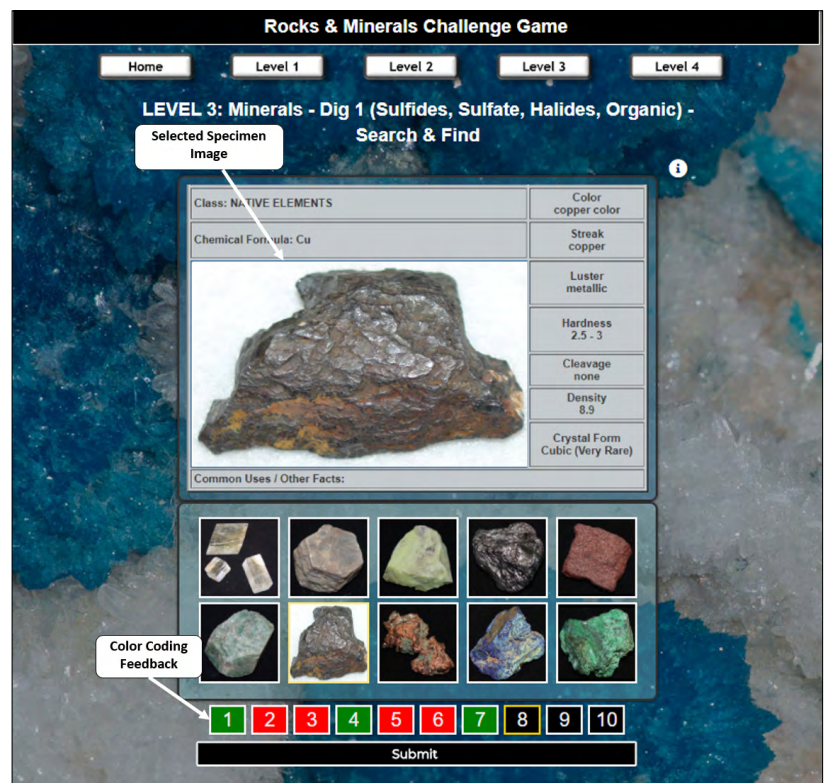 Rocks & Minerals Challenge Game
Home
Level 1
Level 2
Level 3
Level 4
LEVEL 3: Minerals - Dig 1 (Sulfides, Sulfate, Halides, Organic) -
Search & Find
Selected Specimen
Image
i
Class: NATIVE ELEMENTS
Color
copper color
Chemical Formula: Cu
Streak
copper
Luster
metallic
Hardness
2.5 - 3
Cleavage
none
Density
8.9
Crystal Form
Cubic (Very Rare)
Common Uses / Other Facts:
Color Coding
Feedback
1 2 3 4 5 6 7 8 9 10
Submit